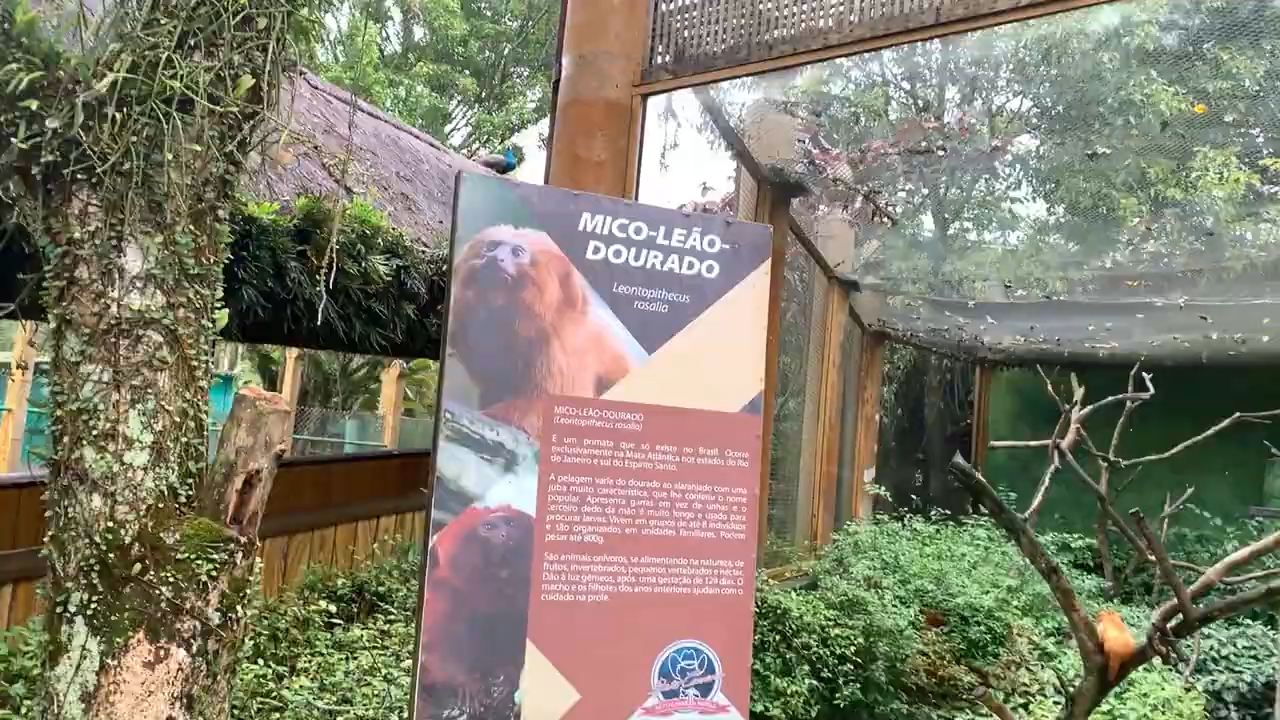 MICO-LEÃO-
DOURADO
Leontopithecus
rosalia
MICO-LEÃO-DOURADO
(Leontopithecus rosalia)
É um primata que só existe no Brasil. Ocorre
exclusivamente na Mata Atlântica nos estados do Rio
de Janeiro e sul do Espírito Santo.
A pelagem varia do dourado ao alaranjado com uma
juba muito característica, que lhe conferiu o nome
popular. Apresenta garras em vez de unhas e o
terceiro dedo da mão é muito longo e usado para
procurar larvas. Vivem em grupos de até 8 indivíduos
e são organizados em unidades familiares. Podem
pesar até 800g.
São animais onívoros, se alimentando na natureza, de
frutos, invertebrados, pequenos vertebrados e néctar.
Dão à luz gêmeos, após uma gestação de 129 dias. O
macho e os filhotes dos anos anteriores ajudam com o
cuidado na prole.